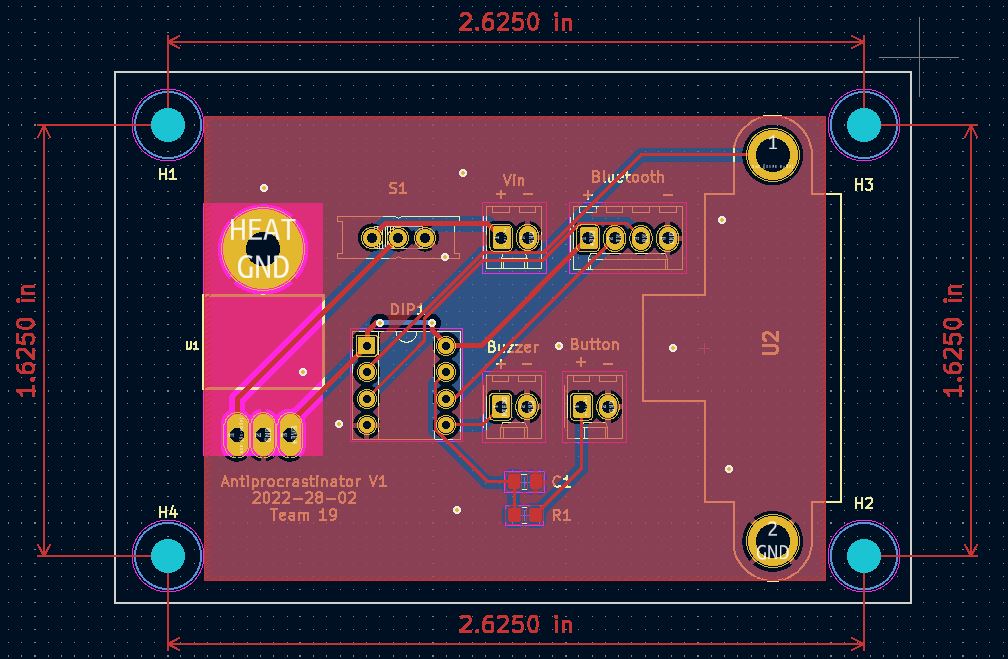 2.6250 in
1
H1
H3
S1
Vin
+ -
Bluetooth
+ -
HEAT
GND
1.6250 in
1.6250 in
DIP1
U1
U2
Buzzer
+ -
Button
+ -
Antiprocrastinator V1
2022-28-02
Team 19
C1
R1
H4
H2
2
GND
2.6250 in